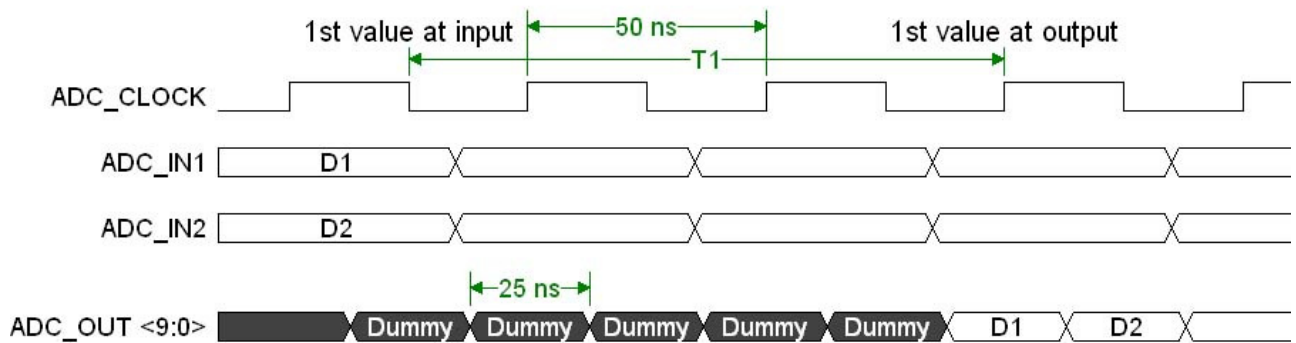 1st value at input
50 ns
1st value at output
T1
ADC_CLOCK
ADC_IN1
D1
ADC_IN2
D2
25 ns
ADC_OUT <9:0>
Dummy
Dummy
Dummy
Dummy
Dummy
D1
D2